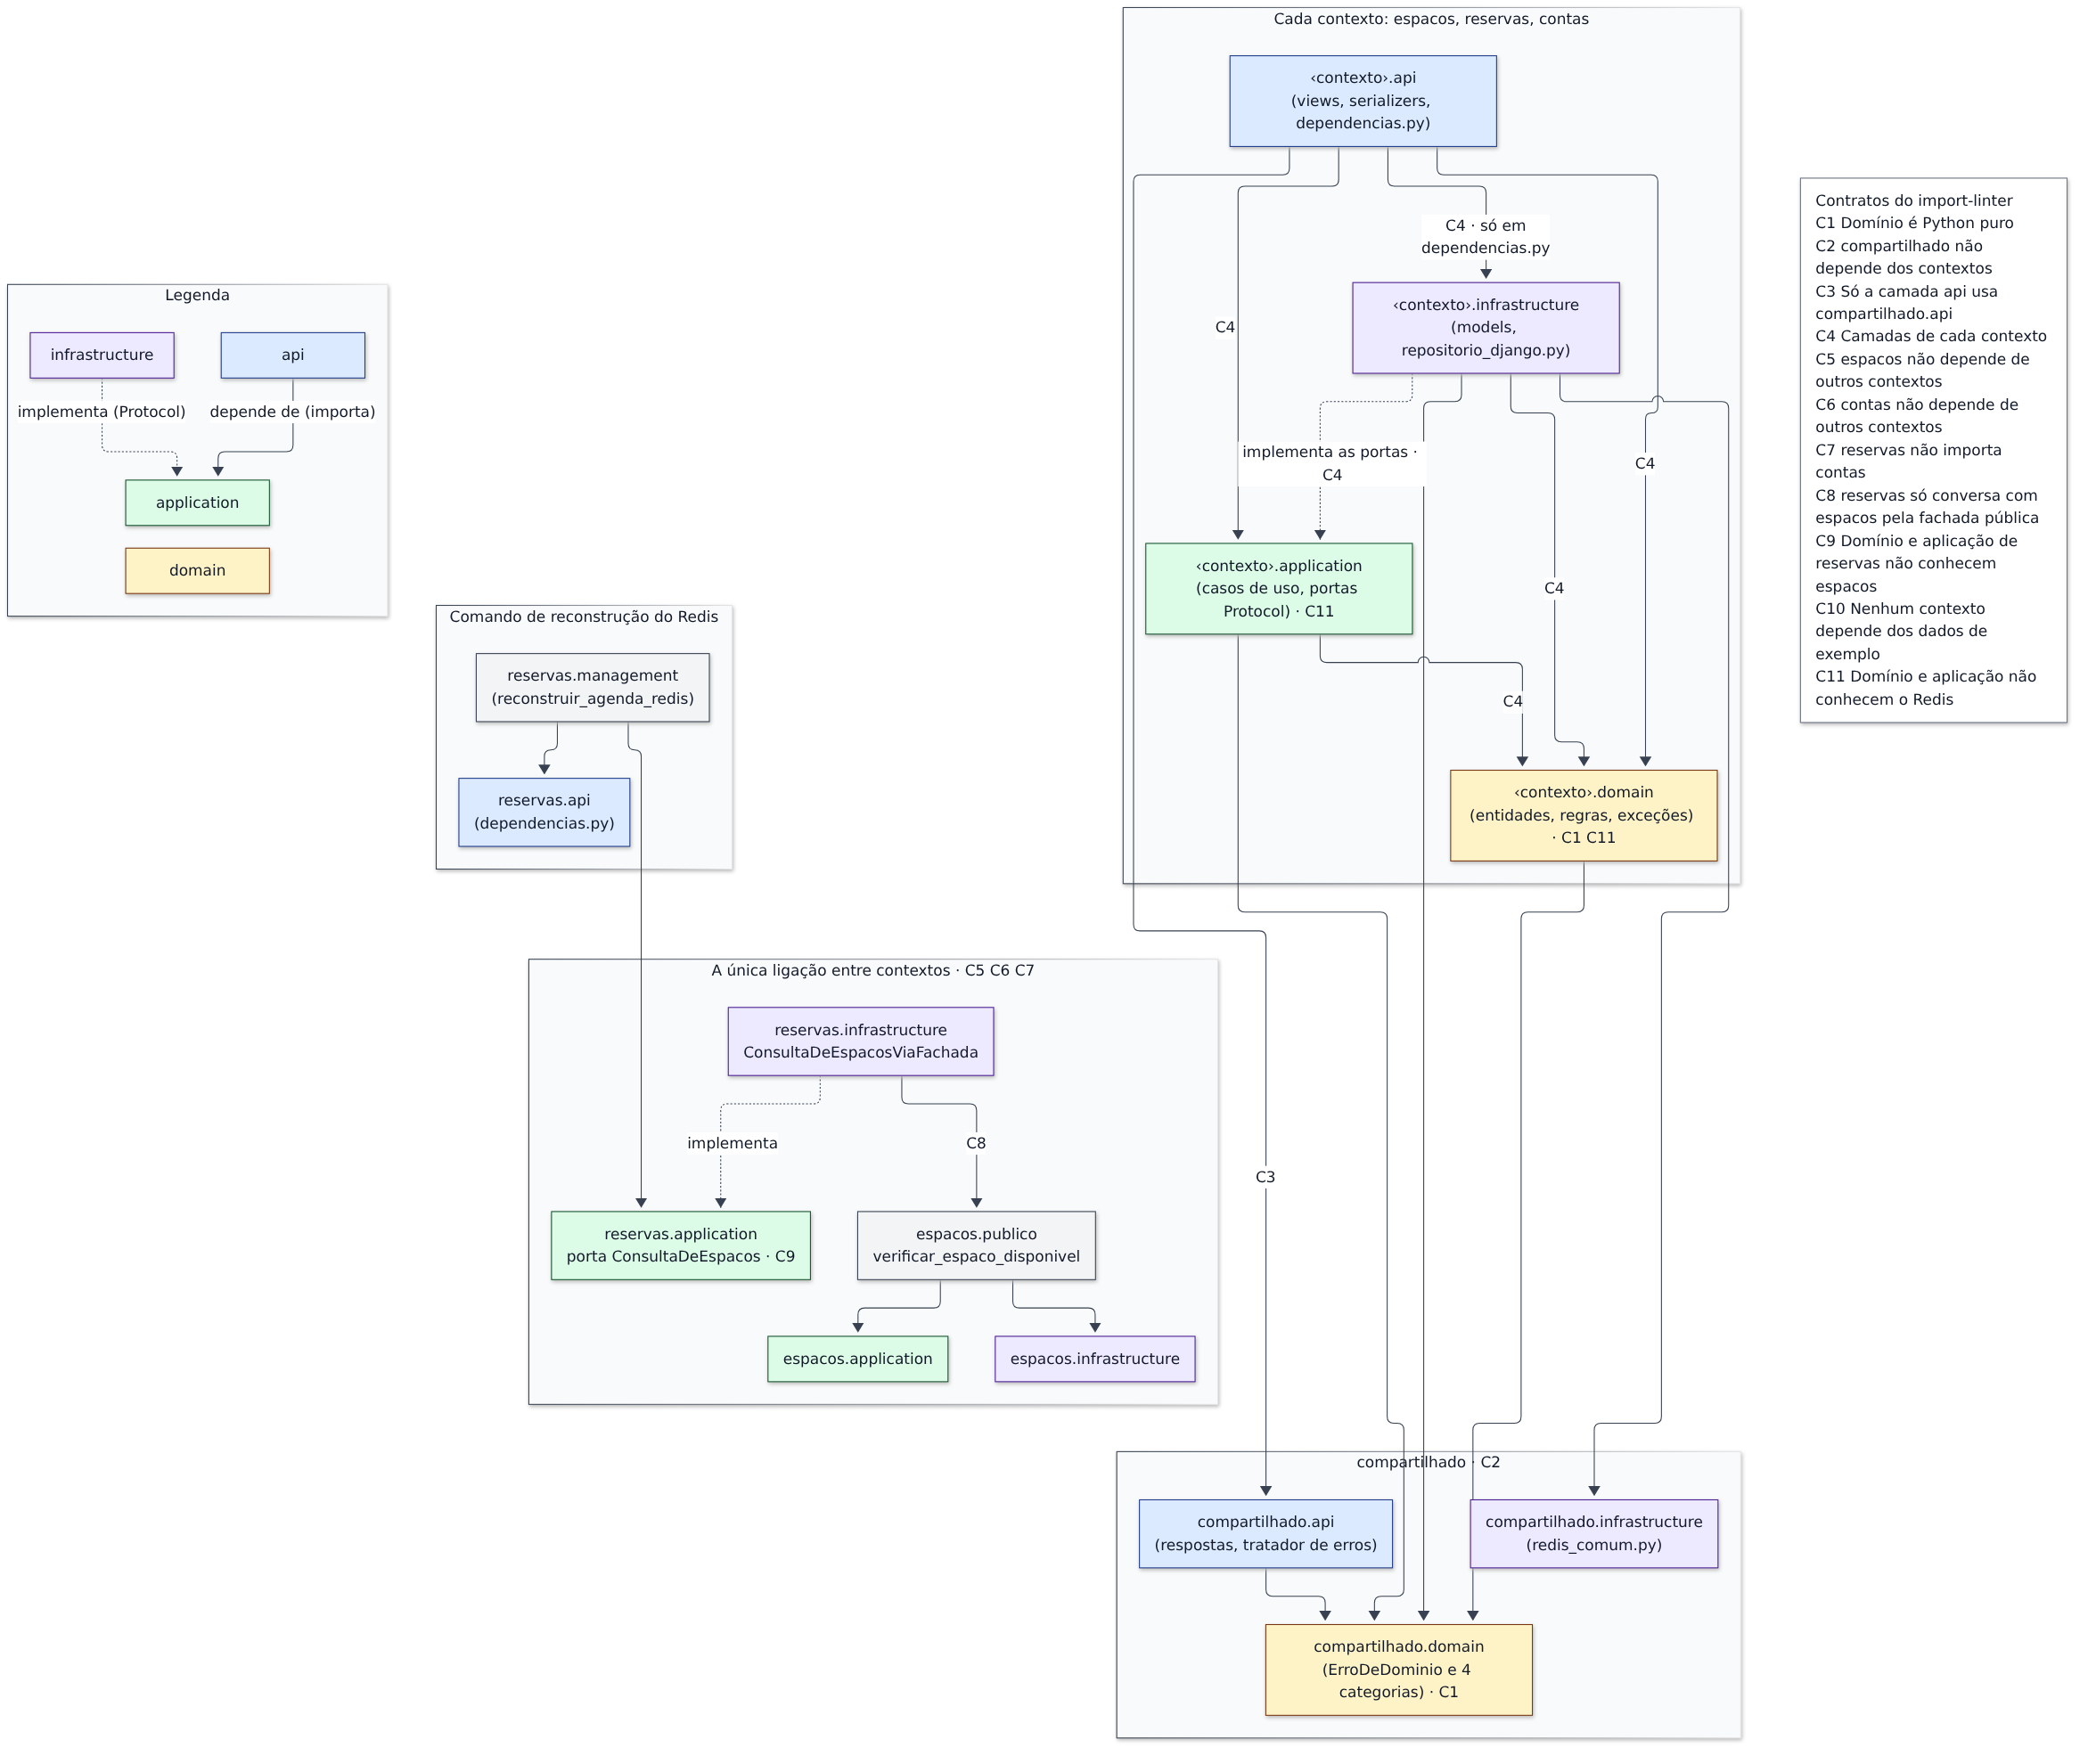 Cada contexto: espacos, reservas, contas
‹contexto›.api
(views, serializers,
dependencias.py)
C4 · só em
dependencias.py
‹contexto›.infrastructure
(models,
repositorio_django.py)
C4
implementa as portas ·
C4
C4
C4
‹contexto›.application
(casos de uso, portas
Protocol) · C11
C4
‹contexto›.domain
(entidades, regras, exceções)
· C1 C11
Contratos do import-linter
C1 Domínio é Python puro
C2 compartilhado não
depende dos contextos
C3 Só a camada api usa
compartilhado.api
C4 Camadas de cada contexto
C5 espacos não depende de
outros contextos
C6 contas não depende de
outros contextos
C7 reservas não importa
contas
C8 reservas só conversa com
espacos pela fachada pública
C9 Domínio e aplicação de
reservas não conhecem
espacos
C10 Nenhum contexto
depende dos dados de
exemplo
C11 Domínio e aplicação não
conhecem o Redis
Legenda
infrastructure
api
implementa (Protocol)
depende de (importa)
application
domain
Comando de reconstrução do Redis
reservas.management
(reconstruir_agenda_redis)
reservas.api
(dependencias.py)
A única ligação entre contextos · C5 C6 C7
reservas.infrastructure
ConsultaDeEspacosViaFachada
implementa
C8
reservas.application
porta ConsultaDeEspacos · C9
espacos.publico
verificar_espaco_disponivel
espacos.application
espacos.infrastructure
C3
compartilhado · C2
compartilhado.api
(respostas, tratador de erros)
compartilhado.infrastructure
(redis_comum.py)
compartilhado.domain
(ErroDeDominio e 4
categorias) · C1